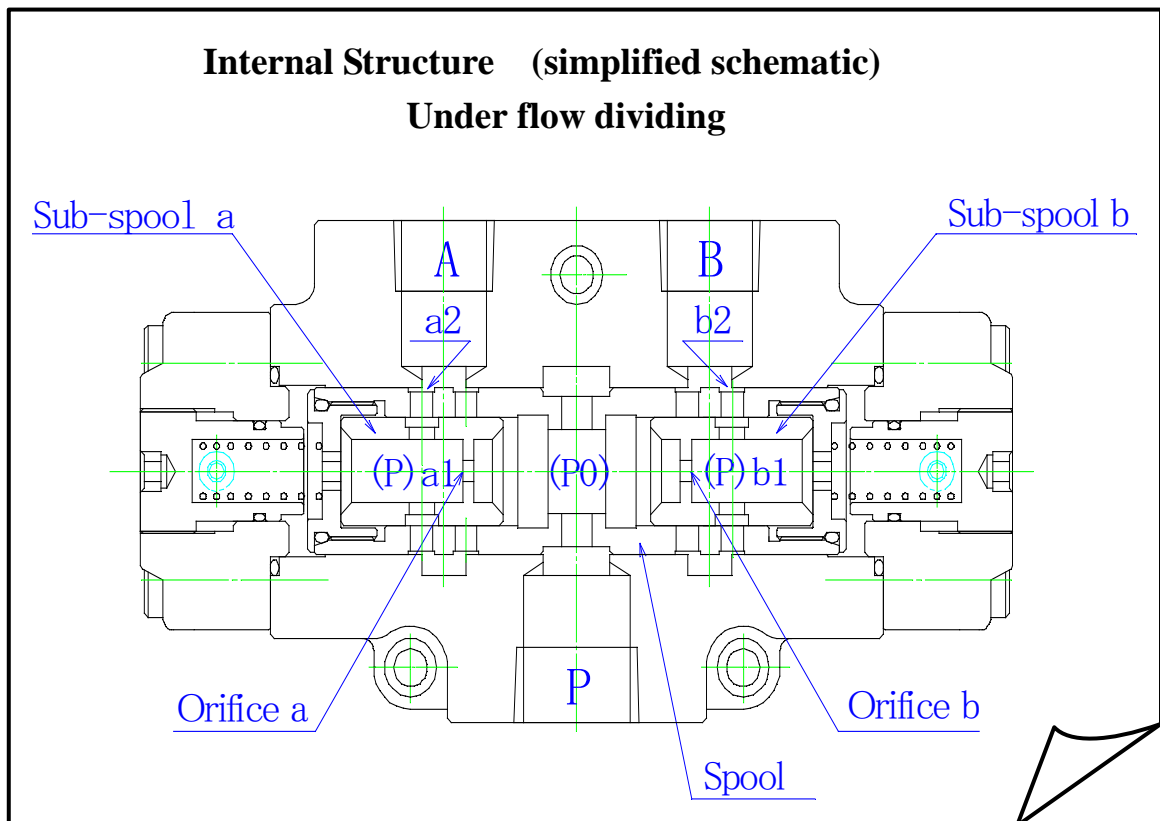 Internal Structure (simplified schematic)
Under flow dividing
Sub-spool a
Sub-spool b
A
B
a2
b2
(P)a1
(P0)
(P)b1
P
Orifice a
Orifice b
Spool